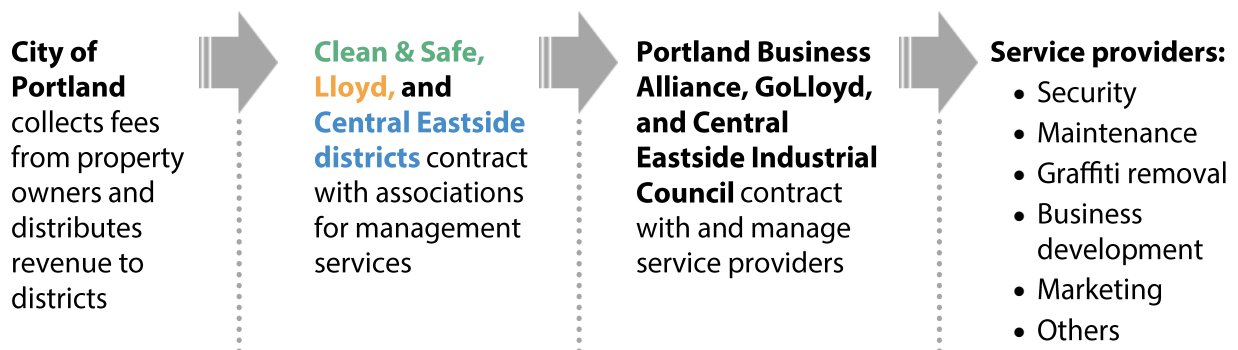 City of
Portland
collects fees
from property
owners and
distributes
revenue to
districts
Clean & Safe,
Lloyd, and
Central Eastside
districts contract
with associations
for management
services
Portland Business
Alliance, GoLloyd,
and Central
Eastside Industrial
Council contract
with and manage
service providers
Service providers:
• Security
• Maintenance
• Graffiti removal
• Business
development
• Marketing
• Others